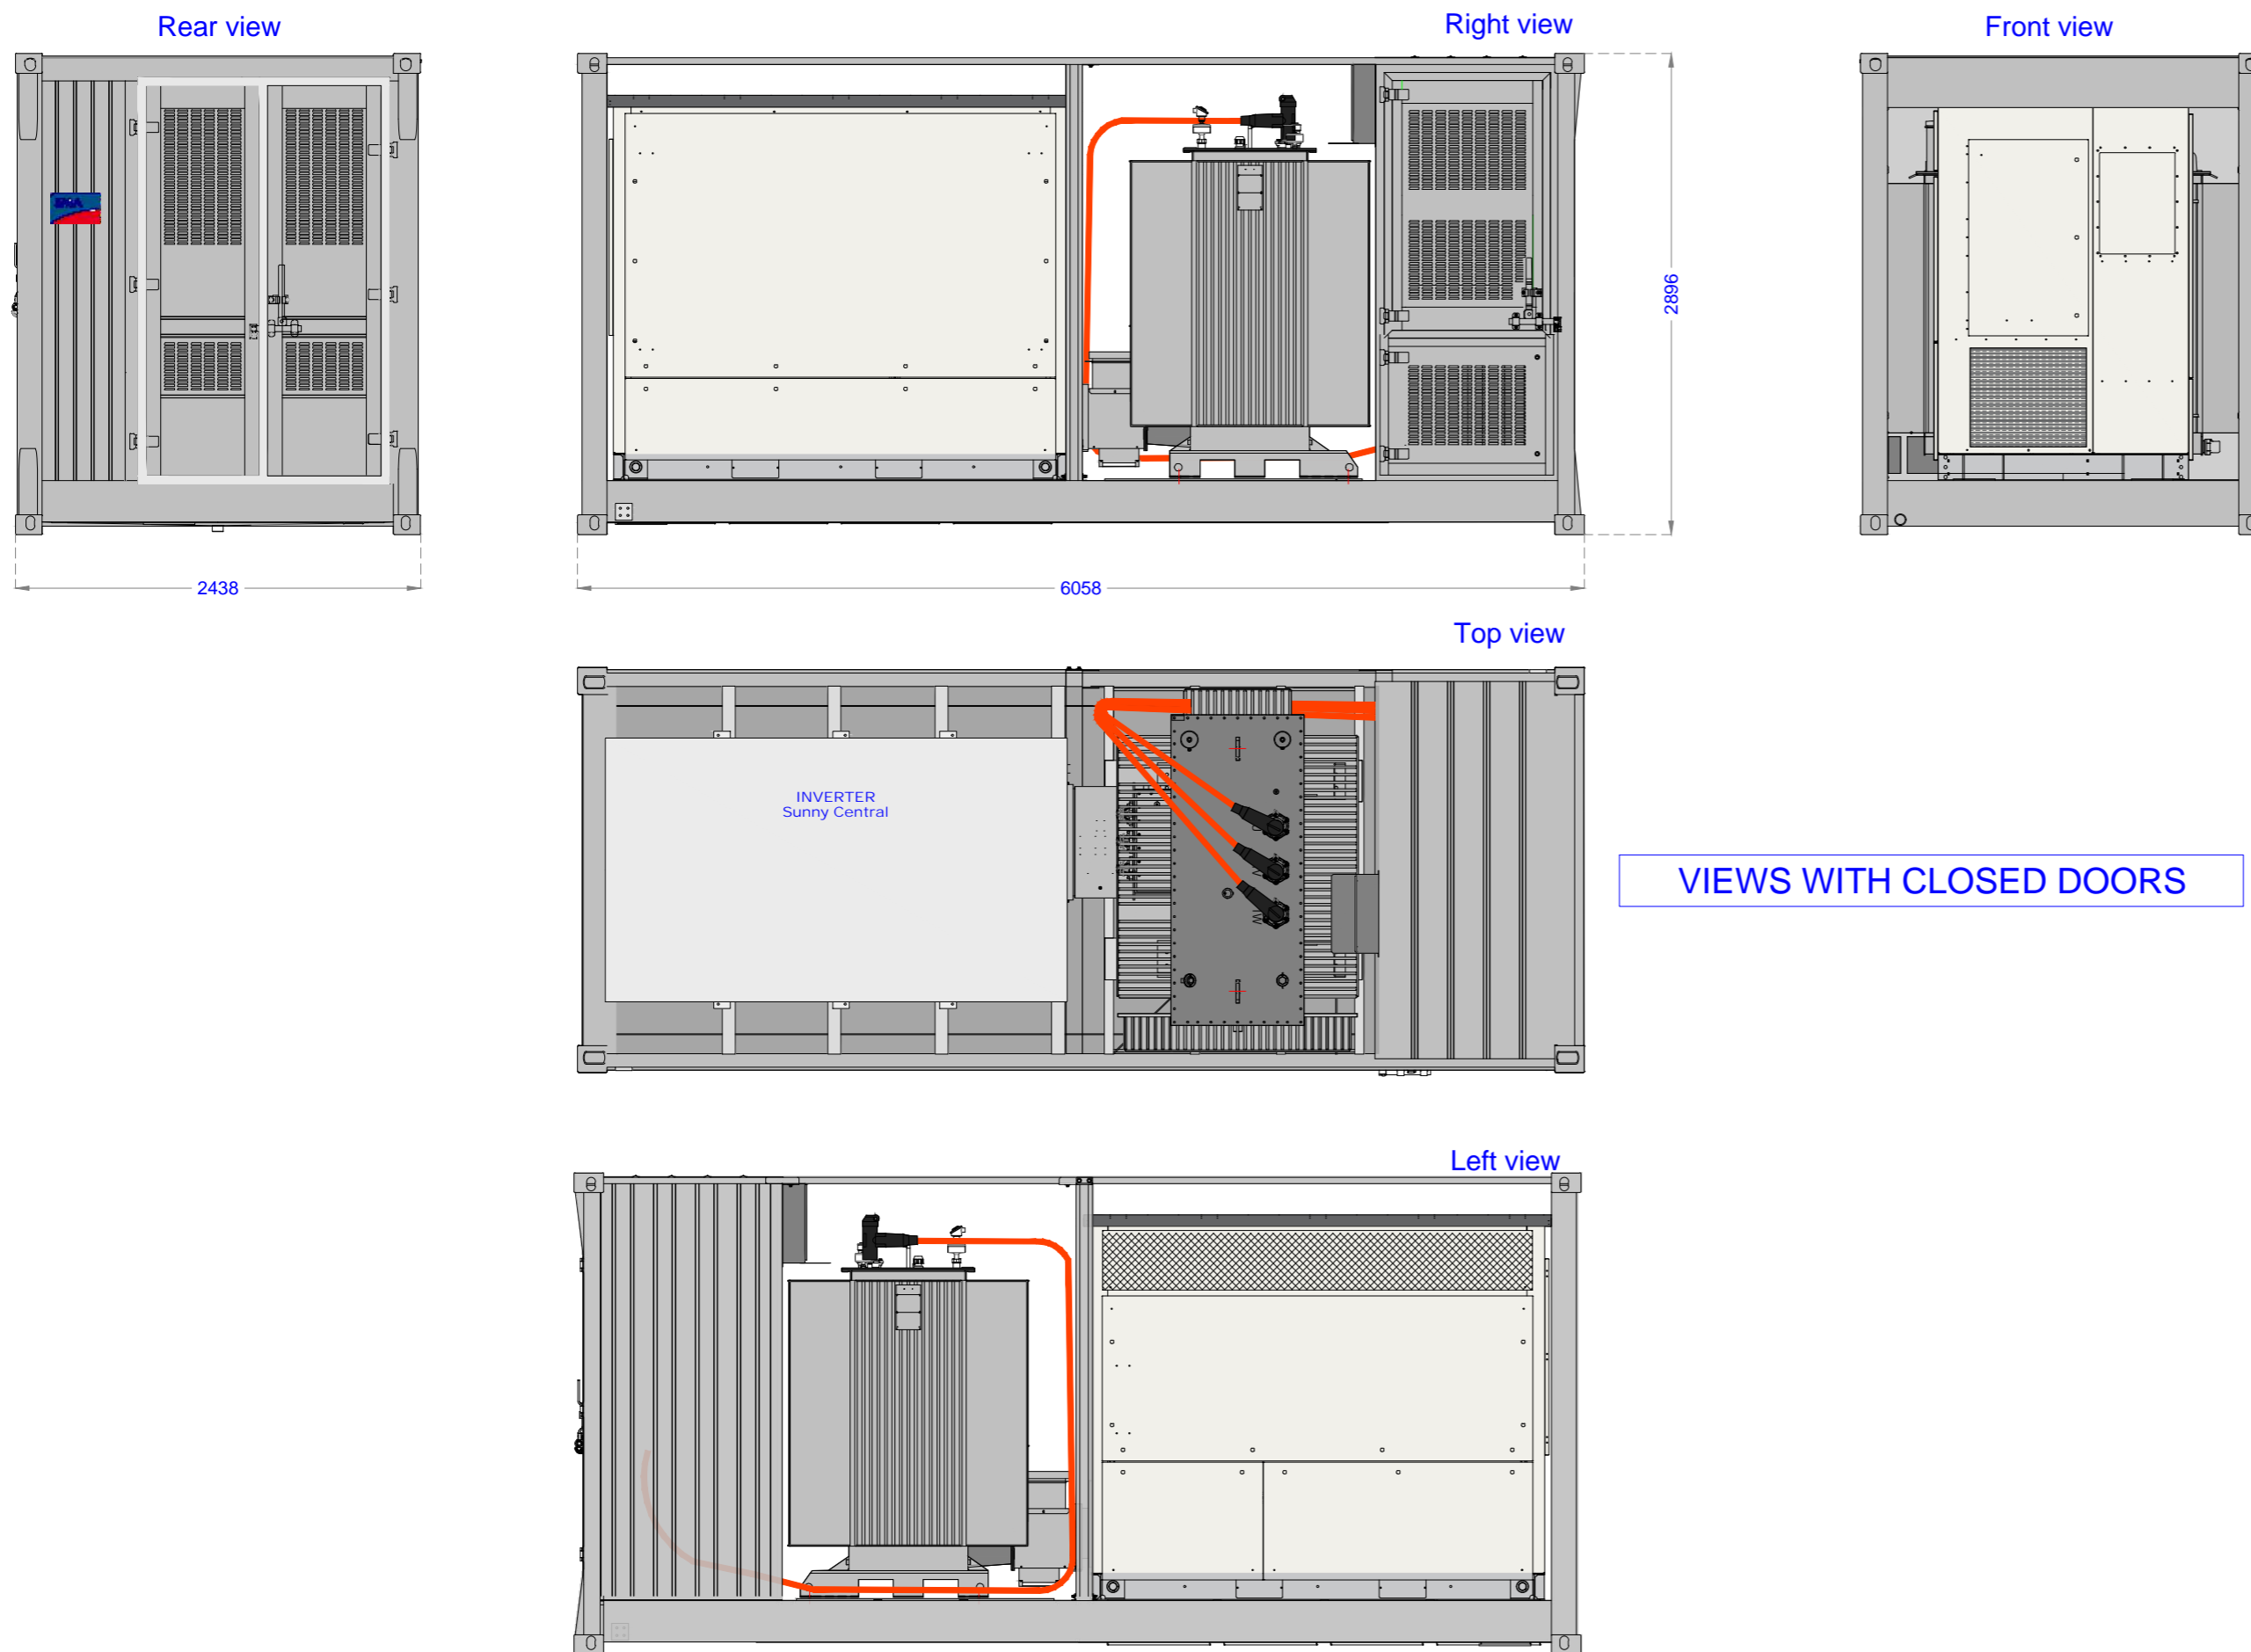 Rear view
Right view
Front view
2896
2438
6058
Top view
INVERTER
Sunny Central
VIEWS WITH CLOSED DOORS
Left view